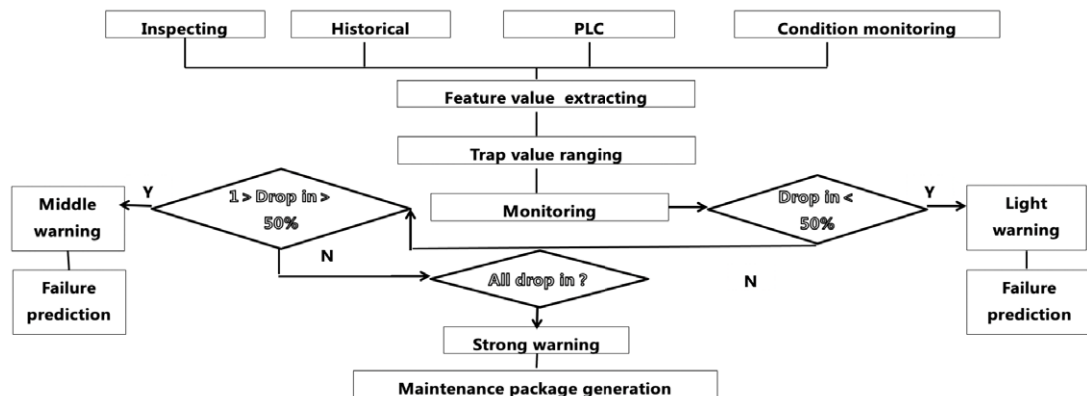 Inspecting
Historical
PLC
Condition monitoring
Feature value extracting
Trap value ranging
Y
1 > Drop in >
50%
Middle
warning
Monitoring
Drop in <
50%
Y
Light
warning
N
All drop in ?
N
Failure
prediction
Failure
prediction
Strong warning
Maintenance package generation